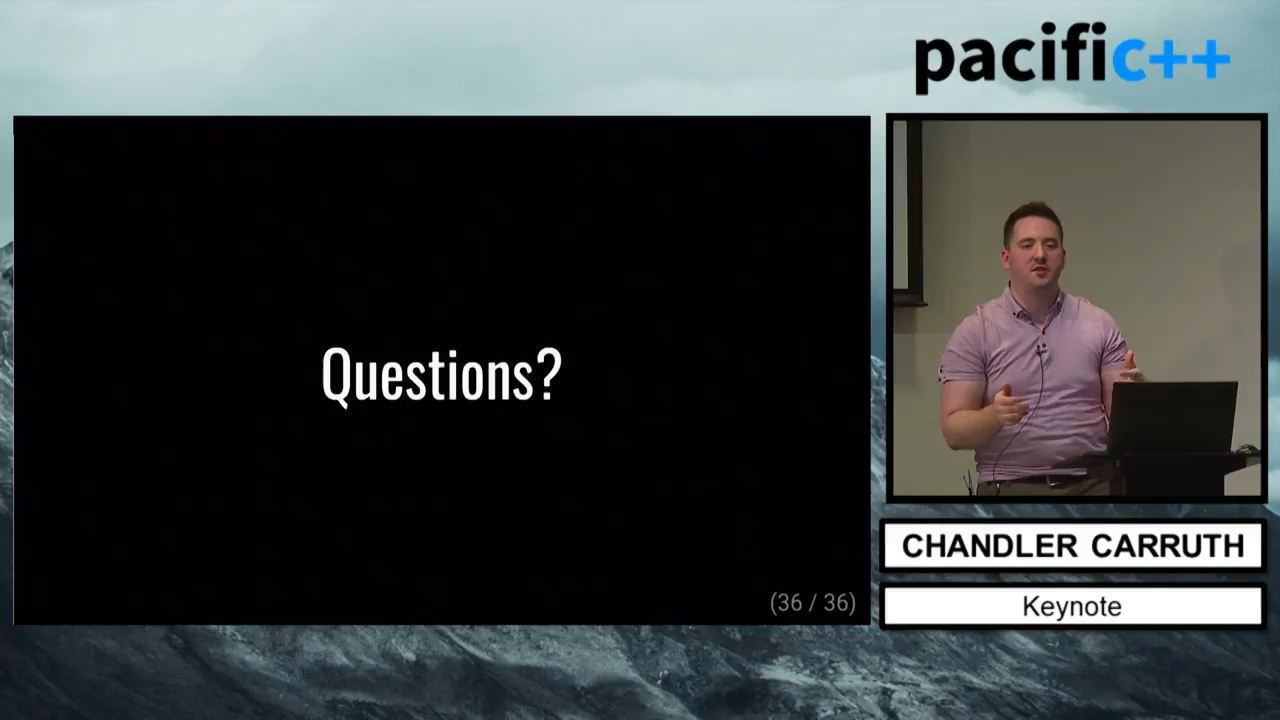 pacific++
Questions?
(36 / 36)
CHANDLER CARRUTH
Keynote